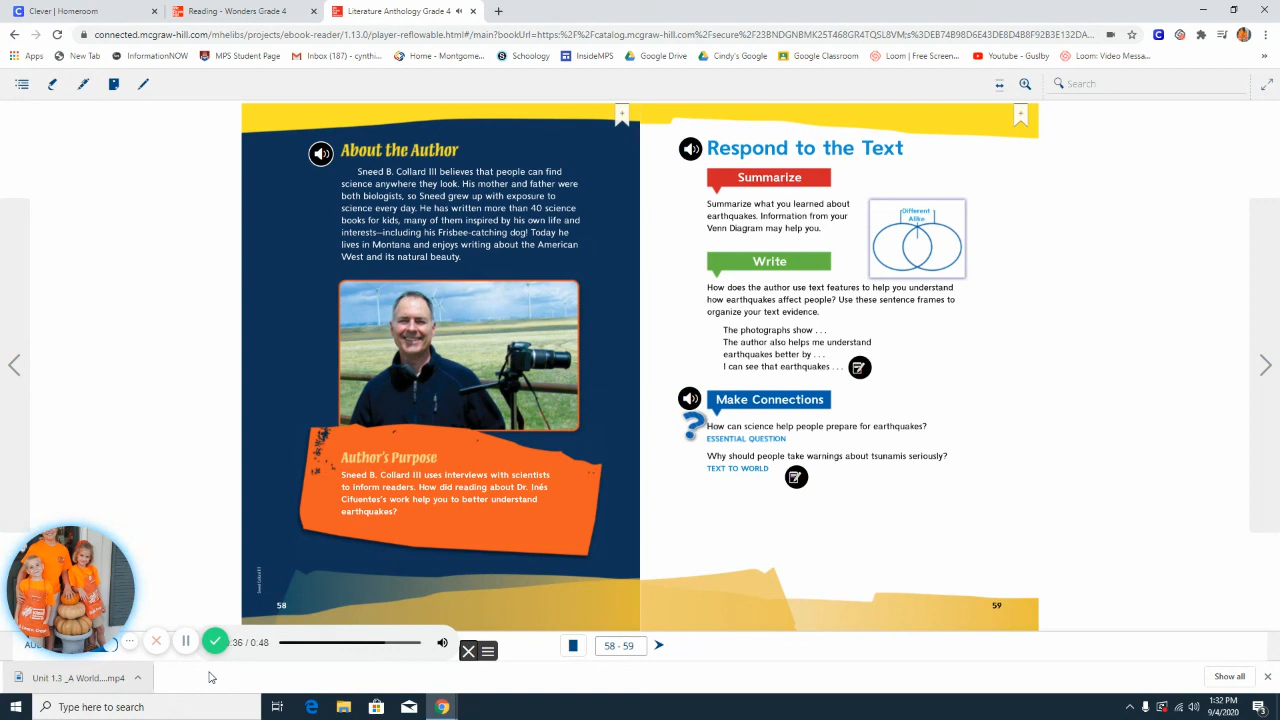 Clever | Homeroom
Reading - Wonders Grade 4
Literature Anthology Grade 4
connected.mcgraw-hill.com/mhelibs/projects/ebook-reader/1.13.0/player-reflowable.html#/main?bookUrl=https:%2F%2Fcatalog.mcgraw-hill.com%2Fsecure%2F23BNDGNBMK25T468GR4TQSL8VM;s%3DEB74B98D6E43DE8D4B8F92B3E132DA...
Apps
New Tab
InformationNOW
MPS Student Email
Inbox (187) - cynthi...
Home - Montgome...
Schoology
InsideMPS
Google Drive
Cindy's Google
Google Classroom
Loom | Free Screen...
Youtube - Gusby
Loom: Video Messa...
Search
About the Author
Sneed B. Collard III believes that people can find
science anywhere they look. His mother and father were
both biologists, so Sneed grew up with exposure to
science every day. He has written more than 40 science
books for kids, many of them inspired by his own life and
interests—including his Frisbee-catching dog! Today he
lives in Montana and enjoys writing about the American
West and its natural beauty.
Author's Purpose
Sneed B. Collard III uses interviews with scientists
to inform readers. How did reading about Dr. Inés
Cifuentes's work help you to better understand
earthquakes?
58
Respond to the Text
Summarize
Summarize what you learned about
earthquakes. Information from your
Venn Diagram may help you.
Different
Alike
Write
How does the author use text features to help you understand
how earthquakes affect people? Use these sentence frames to
organize your text evidence.
The photographs show . . .
The author also helps me understand
earthquakes better by . . .
I can see that earthquakes . . .
Make Connections
How can science help people prepare for earthquakes?
ESSENTIAL QUESTION
Why should people take warnings about tsunamis seriously?
TEXT TO WORLD
59
:36 / 0:48
58 - 59
Unit 1.3 _A World....mp4
Show all
Type here to search
1:32 PM
9/4/2020